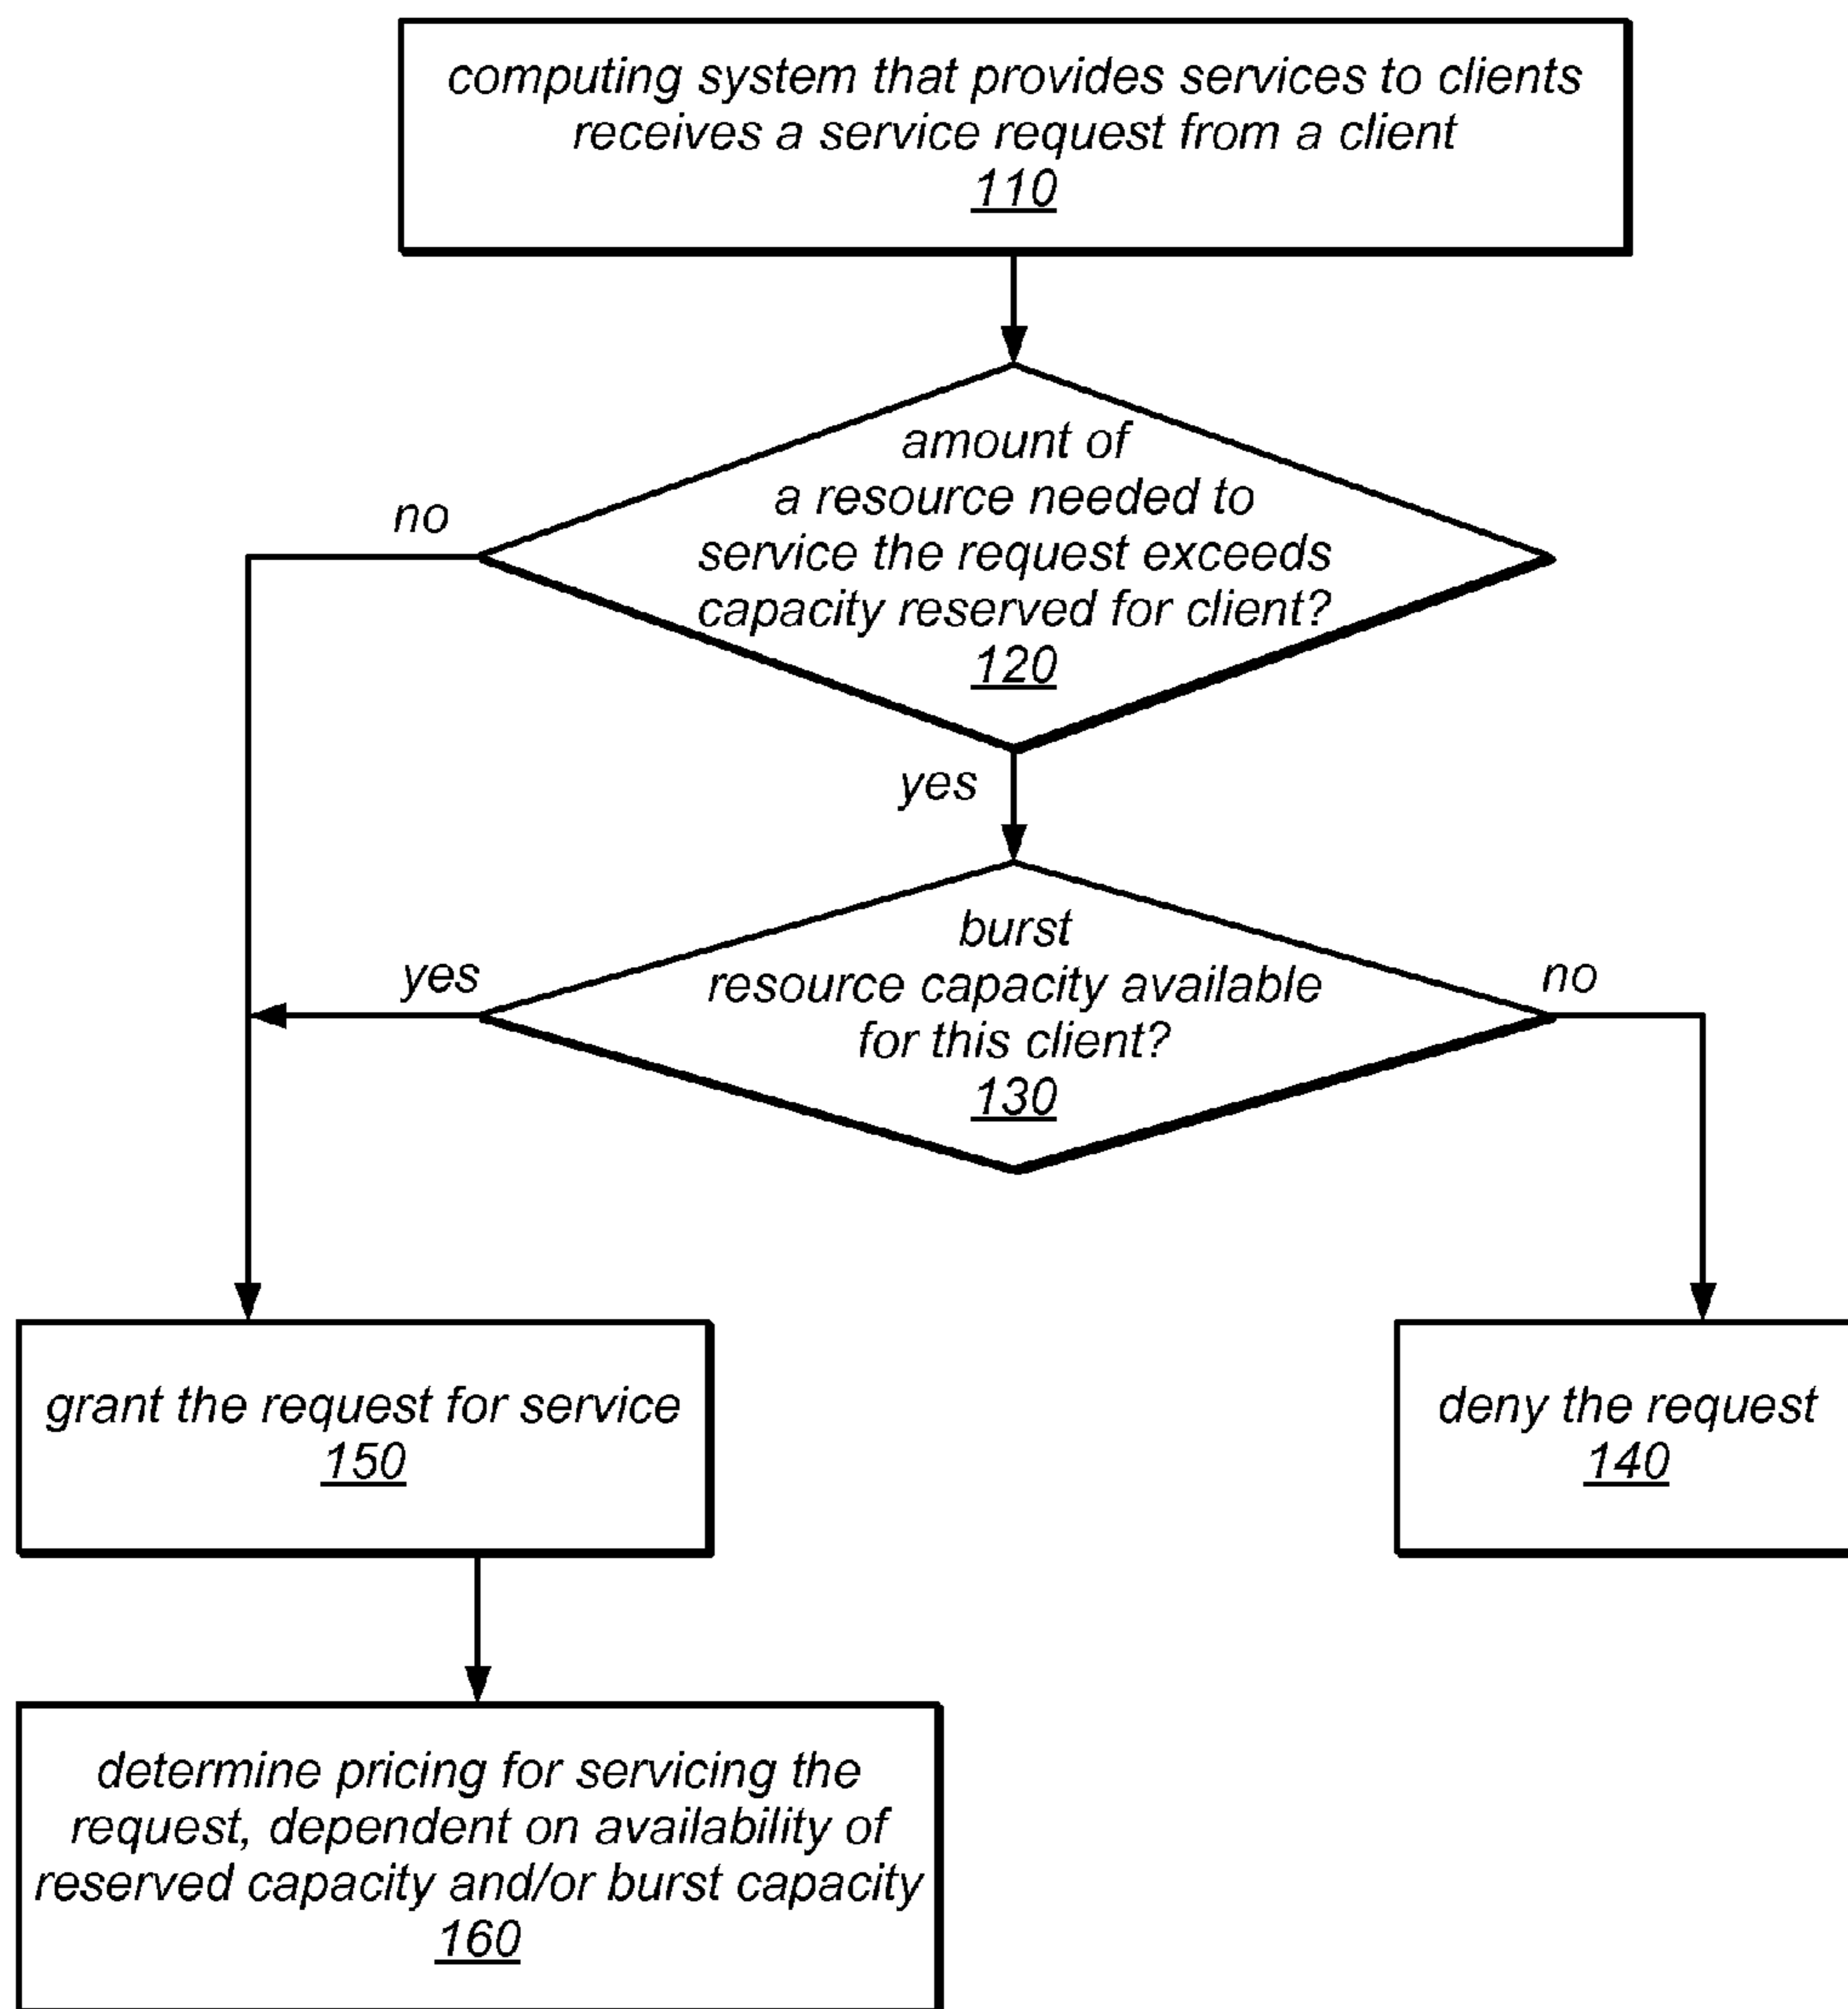 computing system that provides services to clients
receives a service request from a client
110
amount of
a resource needed to
service the request exceeds
capacity reserved for client?
120
no
yes
burst
resource capacity available
for this client?
130
yes
no
grant the request for service
150
deny the request
140
determine pricing for servicing the
request, dependent on availability of
reserved capacity and/or burst capacity
160